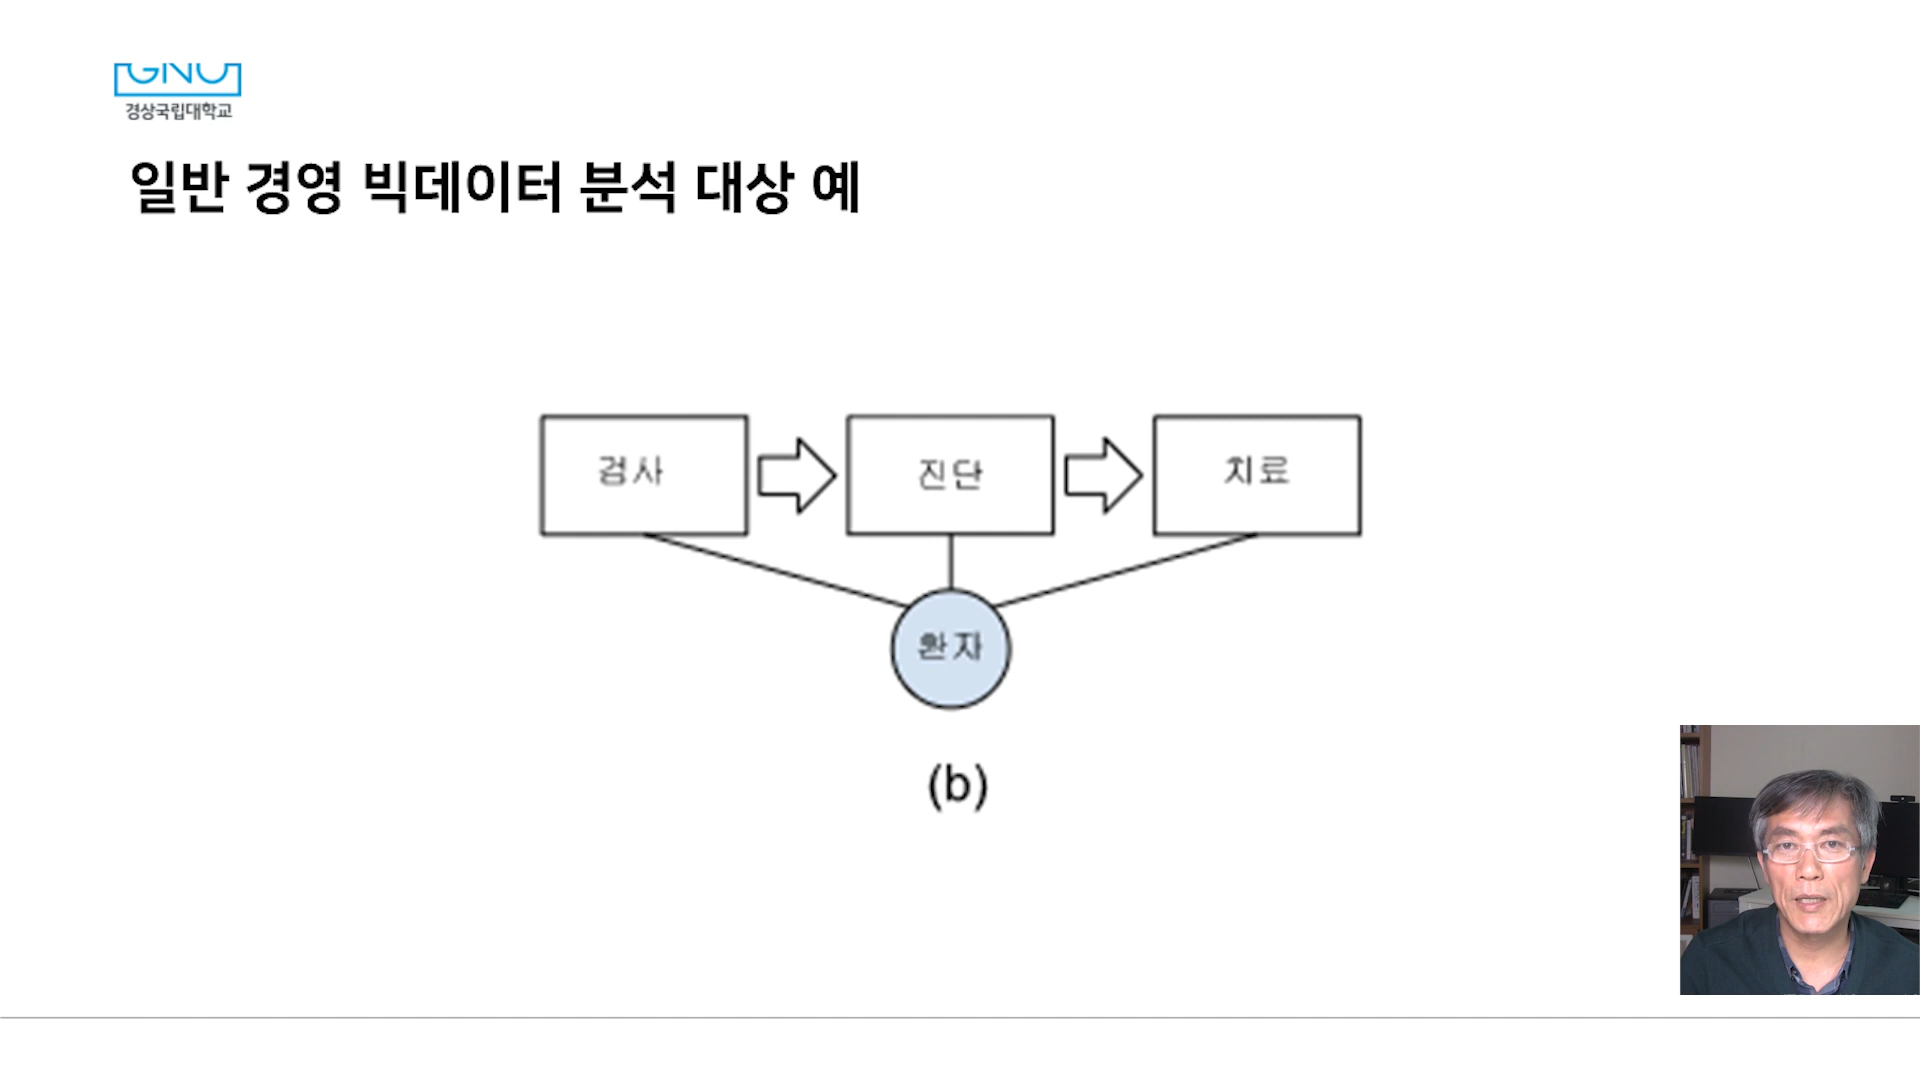 GNU
경상국립대학교
일반 경영 빅데이터 분석 대상 예
검사
진단
치료
환자
(b)